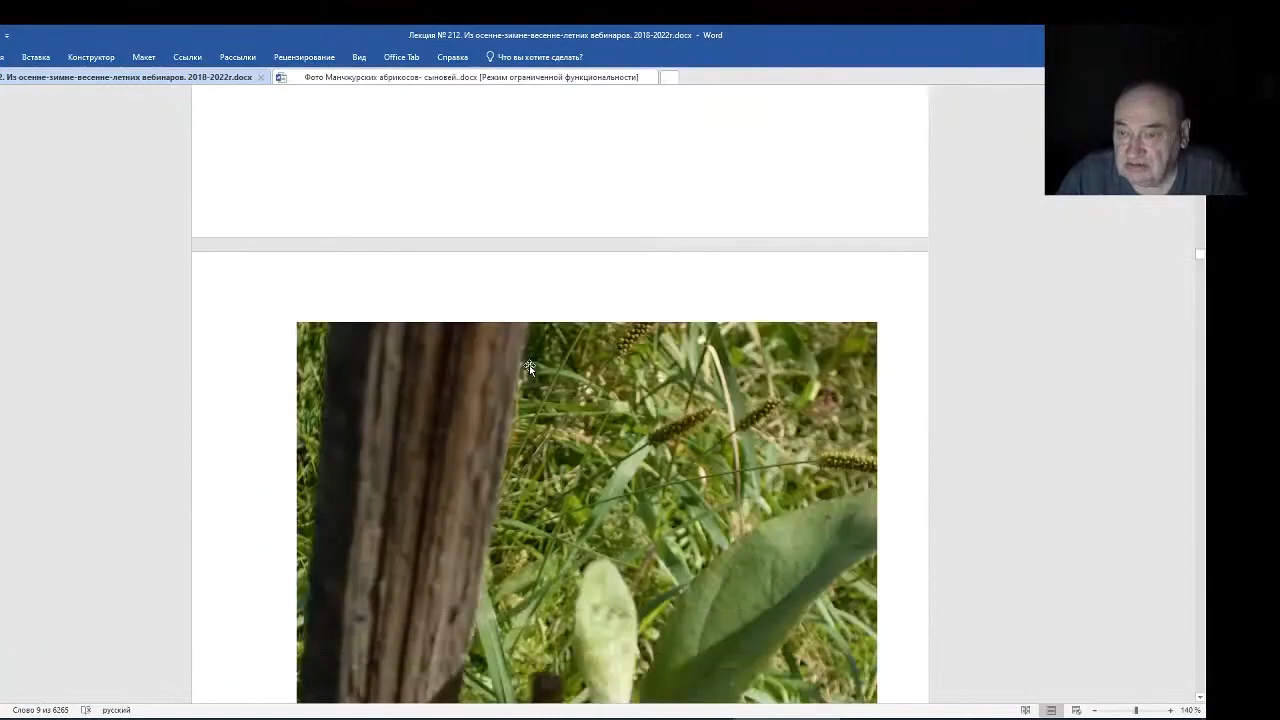 Лекция № 212. Из осенне-зимне-весенне-летних вебинаров. 2018-2022г.docx - Word
Вставка Конструктор Макет Ссылки Рассылки Рецензирование Вид Office Tab Справка Что вы хотите сделать?
2. Из осенне-зимне-весенне-летних вебинаров. 2018-2022г.docx Фото Манчжурских абрикосов- сыновей..docx [Режим ограниченной функциональности]
Слово 9 из 6265 русский 140 %